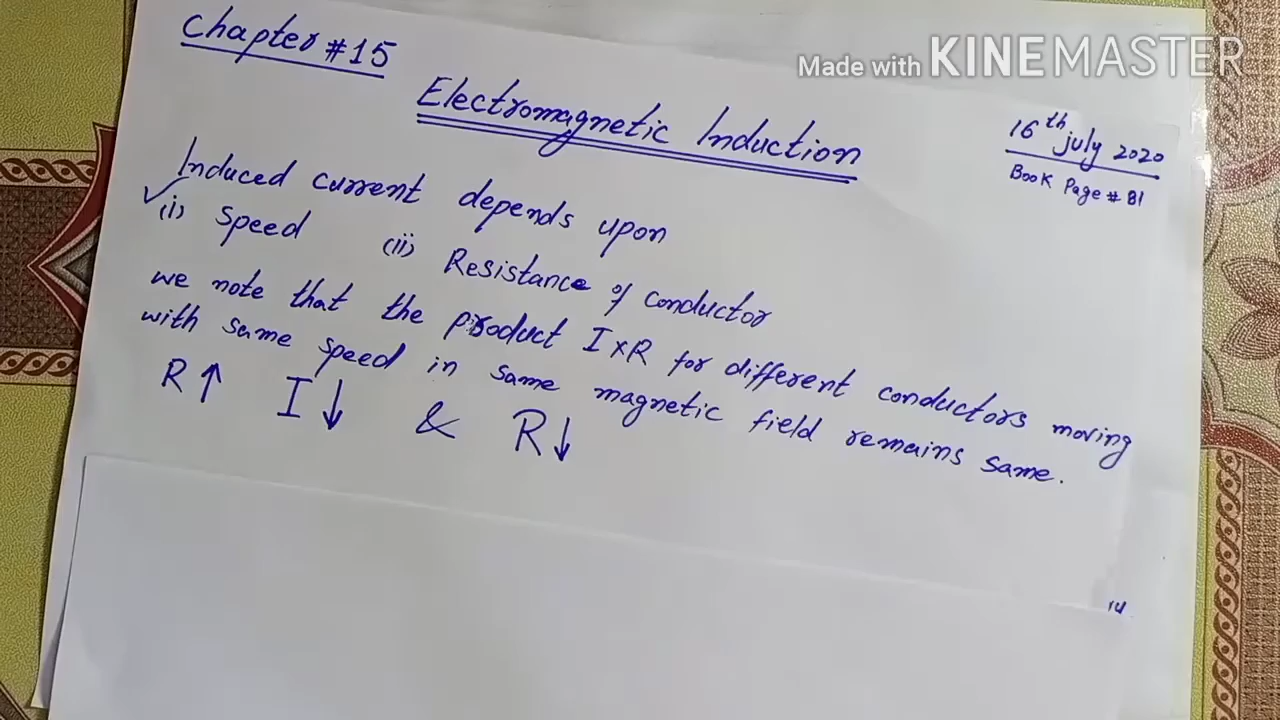 Chapter #15
Made with KINEMASTER
Electromagnetic Induction
16th july 2020
Book Page # 81
Induced current depends upon
✓(i) Speed (ii) Resistance of conductor
we note that the product I×R for different conductors moving
with same speed in same magnetic field remains same.
R↑ I↓ & R↓
14